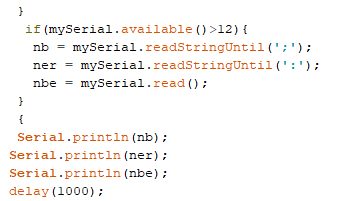 }
if(mySerial.available()>12){
nb = mySerial.readStringUntil(';');
ner = mySerial.readStringUntil(':');
nbe = mySerial.read();
}
{
Serial.println(nb);
Serial.println(ner);
Serial.println(nbe);
delay(1000);